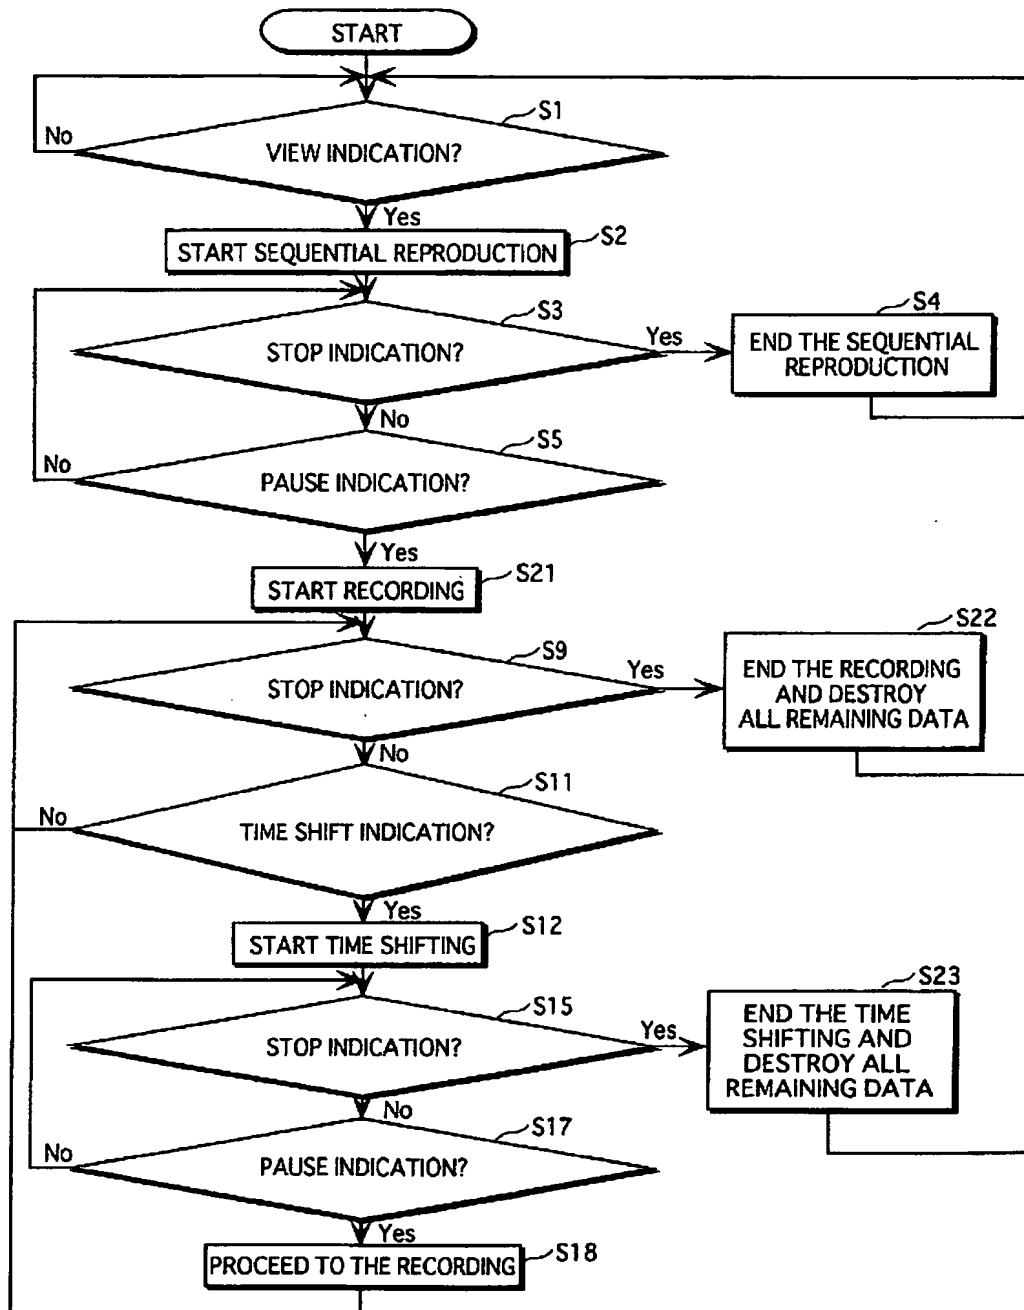 START
S1
No
VIEW INDICATION?
Yes
S2
START SEQUENTIAL REPRODUCTION
S3
STOP INDICATION?
Yes
S4
END THE SEQUENTIAL
REPRODUCTION
No
S5
No
PAUSE INDICATION?
Yes
S21
START RECORDING
S9
STOP INDICATION?
Yes
S22
END THE RECORDING
AND DESTROY
ALL REMAINING DATA
No
S11
No
TIME SHIFT INDICATION?
Yes
S12
START TIME SHIFTING
S15
STOP INDICATION?
Yes
S23
END THE TIME
SHIFTING AND
DESTROY ALL
REMAINING DATA
No
S17
No
PAUSE INDICATION?
Yes
S18
PROCEED TO THE RECORDING